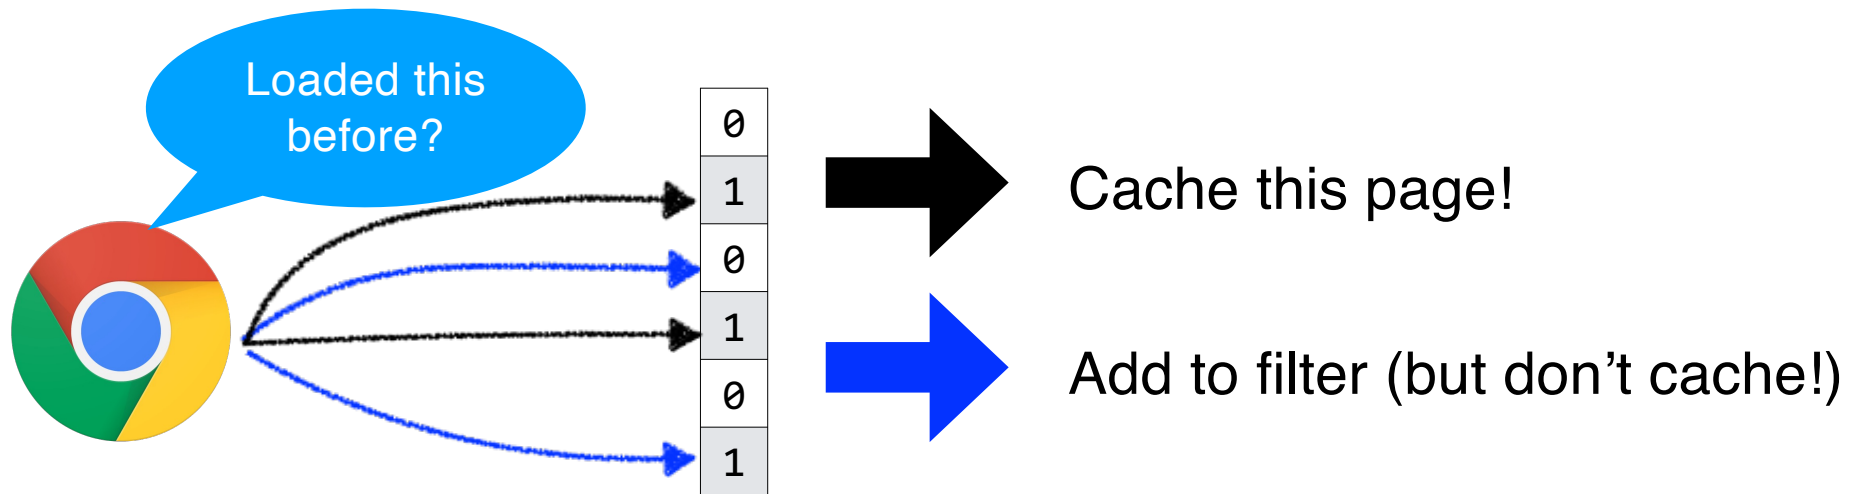 Loaded this
before?
0
1
0
1
0
1
Cache this page!
Add to filter (but don’t cache!)